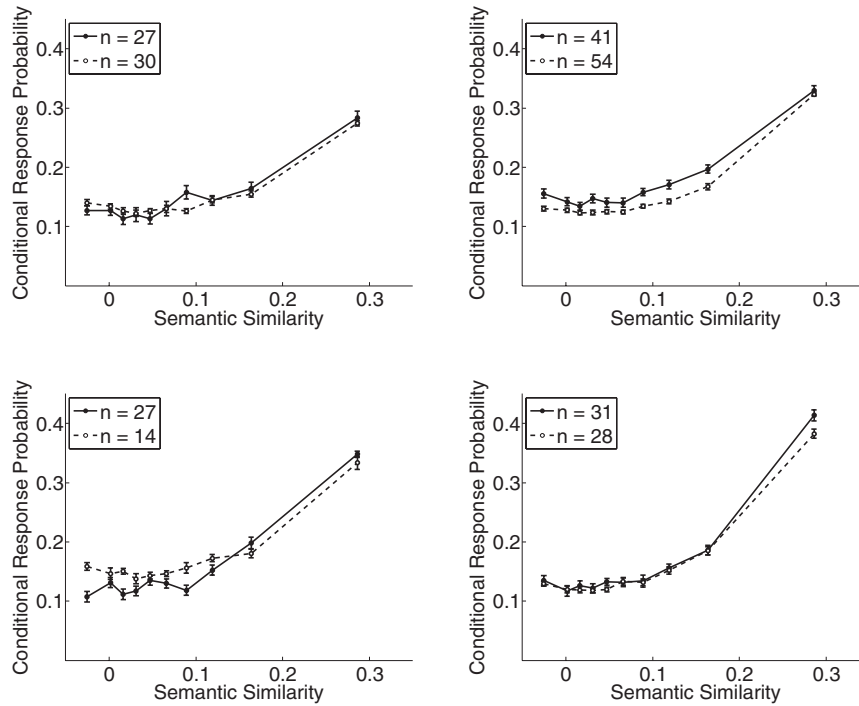 n = 27
n = 30
0.4
0.3
0.2
0.1
Conditional Response Probability
0 0.1 0.2 0.3
Semantic Similarity
n = 41
n = 54
0.4
0.3
0.2
0.1
Conditional Response Probability
0 0.1 0.2 0.3
Semantic Similarity
n = 27
n = 14
0.4
0.3
0.2
0.1
Conditional Response Probability
0 0.1 0.2 0.3
Semantic Similarity
n = 31
n = 28
0.4
0.3
0.2
0.1
Conditional Response Probability
0 0.1 0.2 0.3
Semantic Similarity